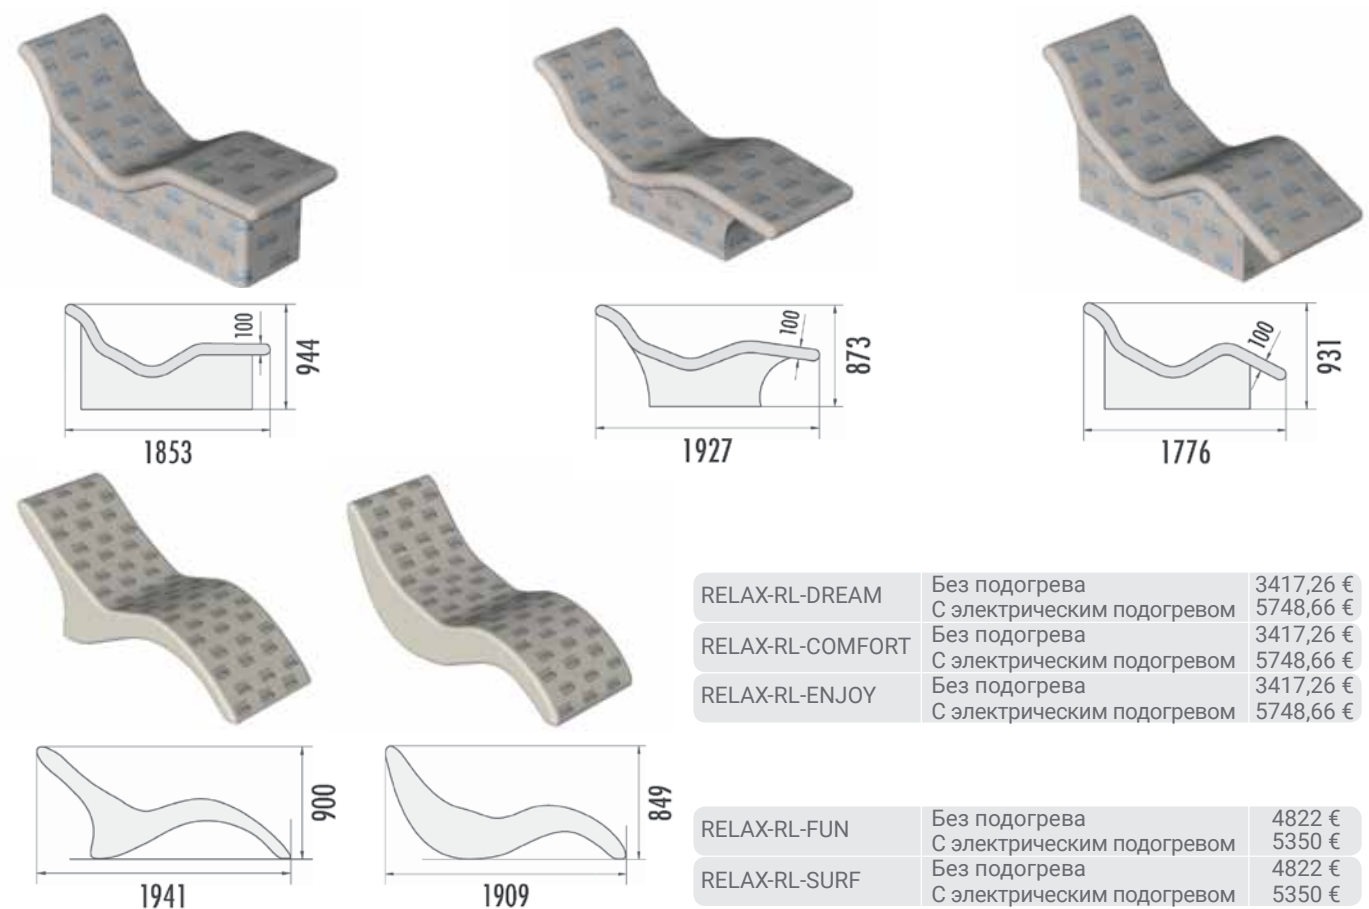 100
944
1853
100
873
1927
100
931
1776
900
1941
849
1909
RELAX-RL-DREAM
Без подогрева 3417,26 €
С электрическим подогревом 5748,66 €
RELAX-RL-COMFORT
Без подогрева 3417,26 €
С электрическим подогревом 5748,66 €
RELAX-RL-ENJOY
Без подогрева 3417,26 €
С электрическим подогревом 5748,66 €
RELAX-RL-FUN
Без подогрева 4822 €
С электрическим подогревом 5350 €
RELAX-RL-SURF
Без подогрева 4822 €
С электрическим подогревом 5350 €